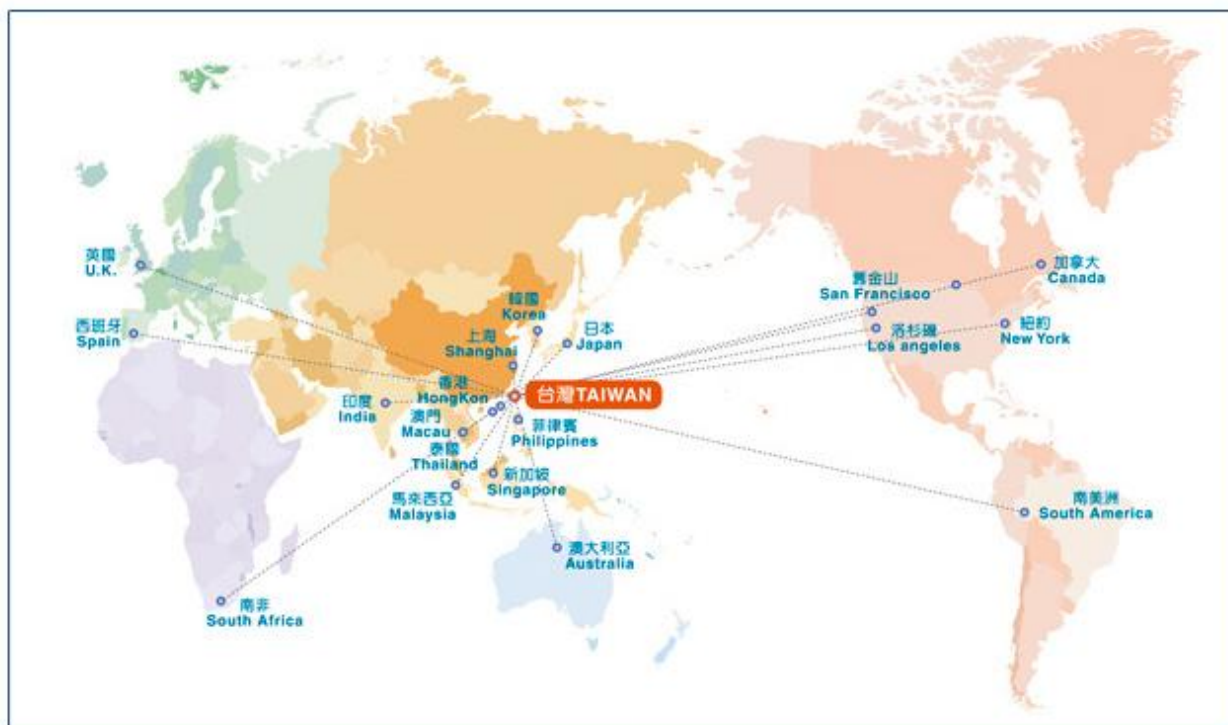 英國
U.K.
西班牙
Spain
韓國
Korea
上海
Shanghai
日本
Japan
香港
HongKon
台灣TAIWAN
印度
India
澳門
Macau
菲律賓
Philippines
泰國
Thailand
新加坡
Singapore
馬來西亞
Malaysia
澳大利亞
Australia
南非
South Africa
舊金山
San Francisco
加拿大
Canada
洛杉磯
Los angeles
紐約
New York
南美洲
South America